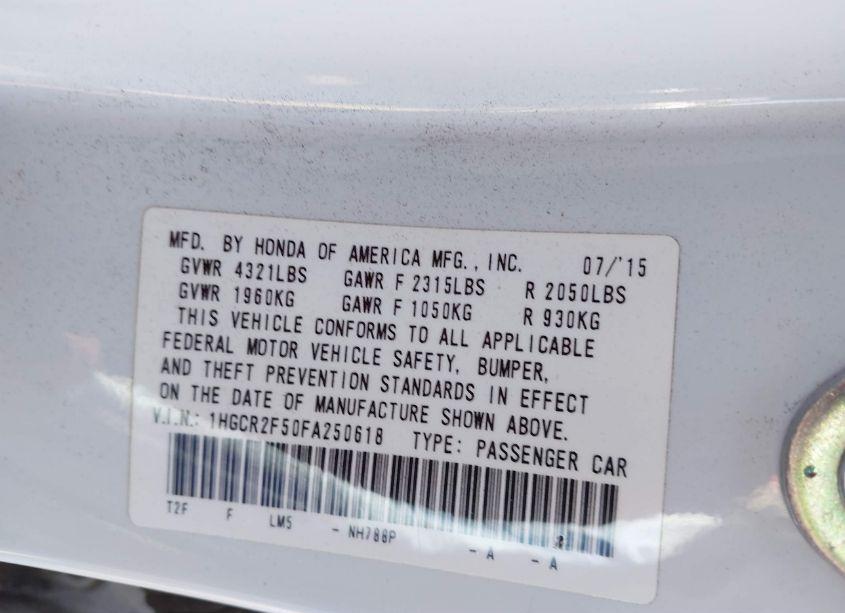 MFD. BY HONDA OF AMERICA MFG., INC. 07/'15
GVWR 4321LBS GAWR F 2315LBS R 2050LBS
GVWR 1960KG GAWR F 1050KG R 930KG
THIS VEHICLE CONFORMS TO ALL APPLICABLE
FEDERAL MOTOR VEHICLE SAFETY, BUMPER,
AND THEFT PREVENTION STANDARDS IN EFFECT
ON THE DATE OF MANUFACTURE SHOWN ABOVE.
V.I.N.: 1HGCR2F50FA250618 TYPE: PASSENGER CAR
T2F F LM5 - NH788P - A - A